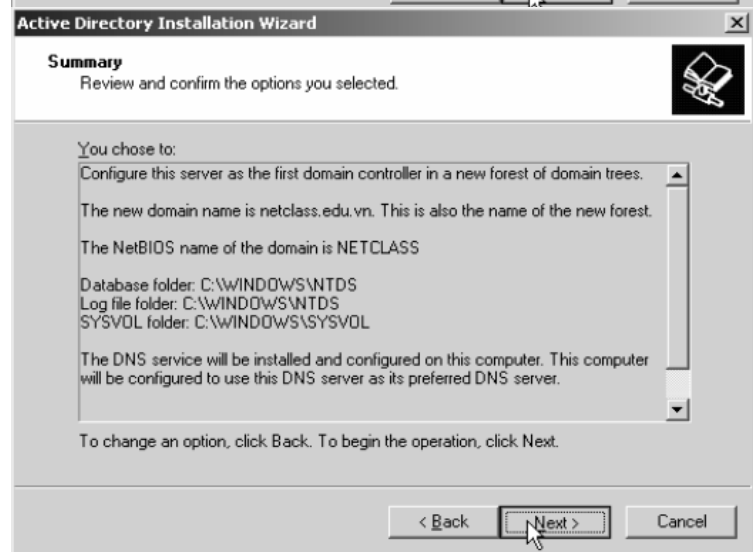 Active Directory Installation Wizard
Summary
Review and confirm the options you selected.
You chose to:
Configure this server as the first domain controller in a new forest of domain trees.
The new domain name is netclass.edu.vn. This is also the name of the new forest.
The NetBIOS name of the domain is NETCLASS
Database folder: C:\WINDOWS\NTDS
Log file folder: C:\WINDOWS\NTDS
SYSVOL folder: C:\WINDOWS\SYSVOL
The DNS service will be installed and configured on this computer. This computer
will be configured to use this DNS server as its preferred DNS server.
To change an option, click Back. To begin the operation, click Next.
< Back Next > Cancel